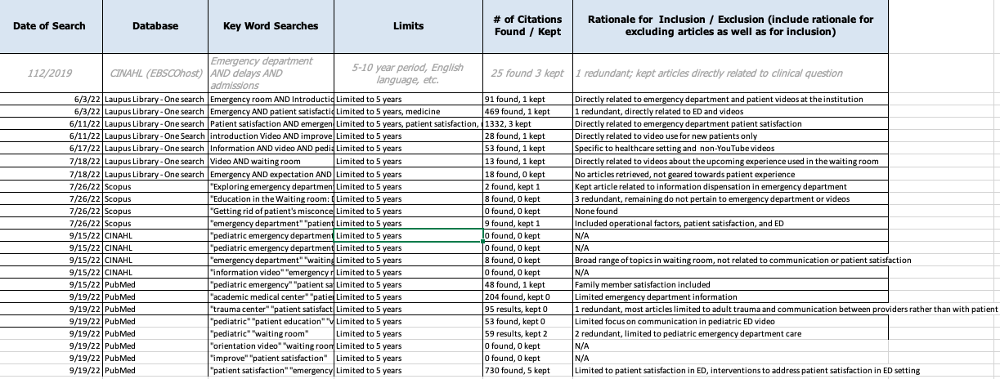 Date of Search Database Key Word Searches Limits # of Citations Found / Kept Rationale for Inclusion / Exclusion (include rationale for excluding articles as well as for inclusion)
112/2019 CINAHL (EBSCOhost) Emergency department AND delays AND admissions 5-10 year period, English language, etc. 25 found 3 kept 1 redundant; kept articles directly related to clinical question
6/3/22 Laupus Library - One search Emergency room AND Introductio Limited to 5 years 91 found, 1 kept Directly related to emergency department and patient videos at the institution
6/3/22 Laupus Library - One search Emergency AND patient satisfactio Limited to 5 years, medicine 469 found, 1 kept 1 redundant, directly related to ED and videos
6/11/22 Laupus Library - One search Patient satisfaction AND emergen Limited to 5 years, patient satisfaction, 1332, 3 kept Directly related to emergency department patient satisfaction
6/11/22 Laupus Library - One Search introduction Video AND improve Limited to 5 years 28 found, 1 kept Directly related to video use for new patients only
6/17/22 Laupus Library - One Search Information AND video AND pedia Limited to 5 years 53 found, 1 kept Specific to healthcare setting and non-YouTube videos
7/18/22 Laupus Library - One search Video AND waiting room Limited to 5 years 13 found, 1 kept Directly related to videos about the upcoming experience used in the waiting room
7/18/22 Laupus Library - One search Emergency AND expectation AND Limited to 5 years 18 found, 0 kept No articles retrieved, not geared towards patient experience
7/26/22 Scopus "Exploring emergency departmen Limited to 5 years 2 found, kept 1 Kept article related to information dispensation in emergency department
7/26/22 Scopus "Education in the Waiting room: Limited to 5 years 8 found, 0 kept 3 redundant, remaining do not pertain to emergency department or videos
7/26/22 Scopus "Getting rid of patient's misconce Limited to 5 years 0 found, 0 kept None found
7/26/22 Scopus "emergency department" "patient Limited to 5 years 9 found, kept 1 Included operational factors, patient satisfaction, and ED
9/15/22 CINAHL "pediatric emergency department Limited to 5 years 0 found, 0 kept N/A
9/15/22 CINAHL "pediatric emergency department Limited to 5 years 0 found, 0 kept N/A
9/15/22 CINAHL "emergency department" "waiting Limited to 5 years 8 found, 0 kept Broad range of topics in waiting room, not related to communication or patient satisfaction
9/15/22 CINAHL "information video" "emergency r Limited to 5 years 0 found, 0 kept N/A
9/15/22 PubMed "pediatric emergency" "patient sa Limited to 5 years 48 found, 1 kept Family member satisfaction included
9/19/22 PubMed "academic medical center" "patie Limited to 5 years 204 found, kept 0 Limited emergency department information
9/19/22 PubMed "trauma center" "patient satisfact Limited to 5 years 95 results, kept 0 1 redundant, most articles limited to adult trauma and communication between providers rather than with patient
9/19/22 PubMed "pediatric" "patient education" "v Limited to 5 years 53 found, kept 0 Limited focus on communication in pediatric ED video
9/19/22 PubMed "pediatric" "waiting room" Limited to 5 years 59 results, kept 2 2 redundant, limited to pediatric emergency department care
9/19/22 PubMed "orientation video" "waiting room Limited to 5 years 0 found, 0 kept N/A
9/19/22 PubMed "improve" "patient satisfaction" Limited to 5 years 0 found, 0 kept N/A
9/19/22 PubMed "patient satisfaction" "emergency Limited to 5 years 730 found, 5 kept Limited to patient satisfaction in ED, interventions to address patient satisfaction in ED setting